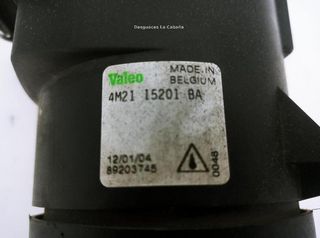 Desguaces La Cabaña
Valeo
MADE IN
BELGIUM
4M21 15201 BA
12/01/04
89203745
0048